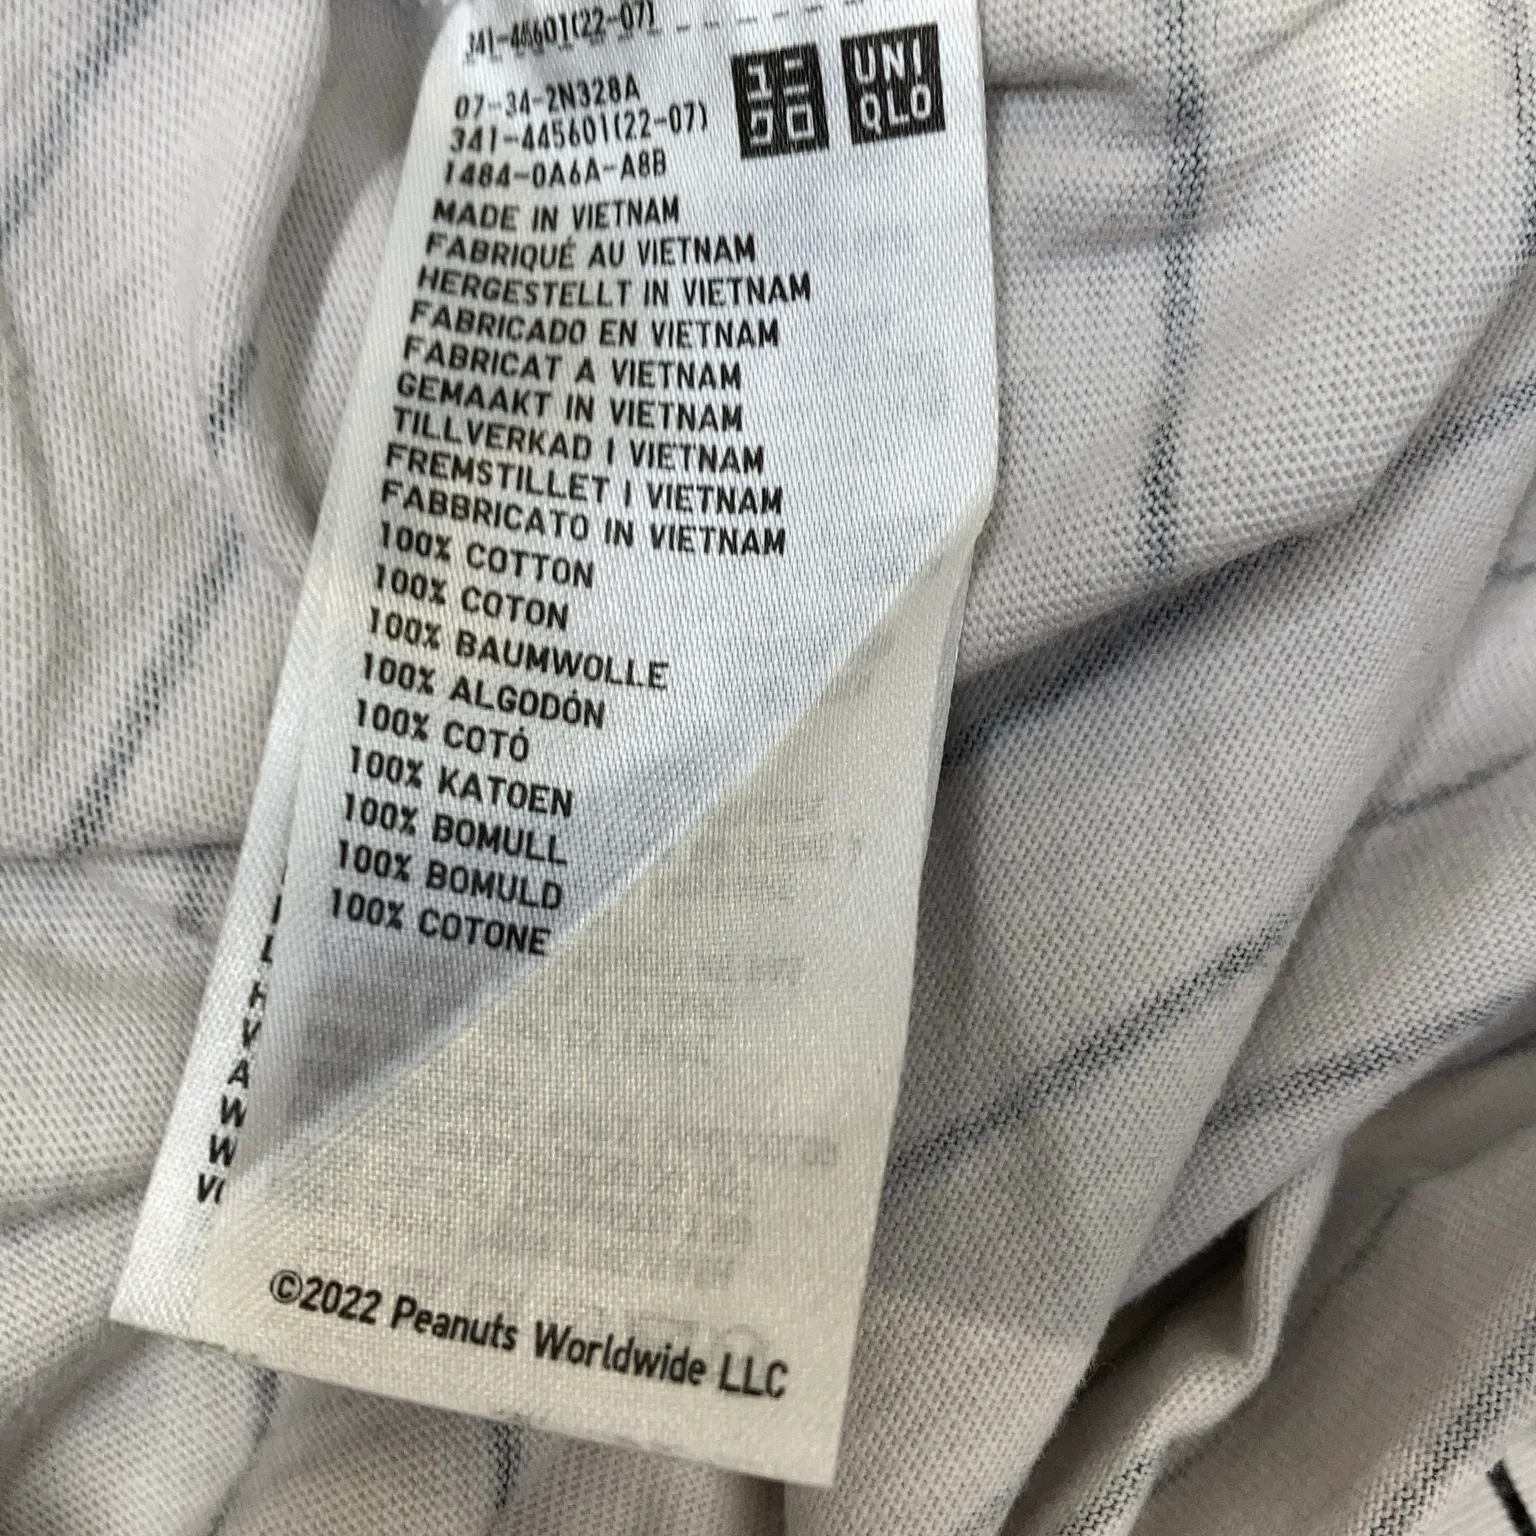 341-445601(22-07)
07-34-2N328A
341-445601(22-07)
1484-0A6A-A8B
ユニ
クロ
UNI
QLO
MADE IN VIETNAM
FABRIQUÉ AU VIETNAM
HERGESTELLT IN VIETNAM
FABRICADO EN VIETNAM
FABRICAT A VIETNAM
GEMAAKT IN VIETNAM
TILLVERKAD I VIETNAM
FREMSTILLET I VIETNAM
FABBRICATO IN VIETNAM
100% COTTON
100% COTON
100% BAUMWOLLE
100% ALGODÓN
100% COTÓ
100% KATOEN
100% BOMULL
100% BOMULD
100% COTONE
©2022 Peanuts Worldwide LLC